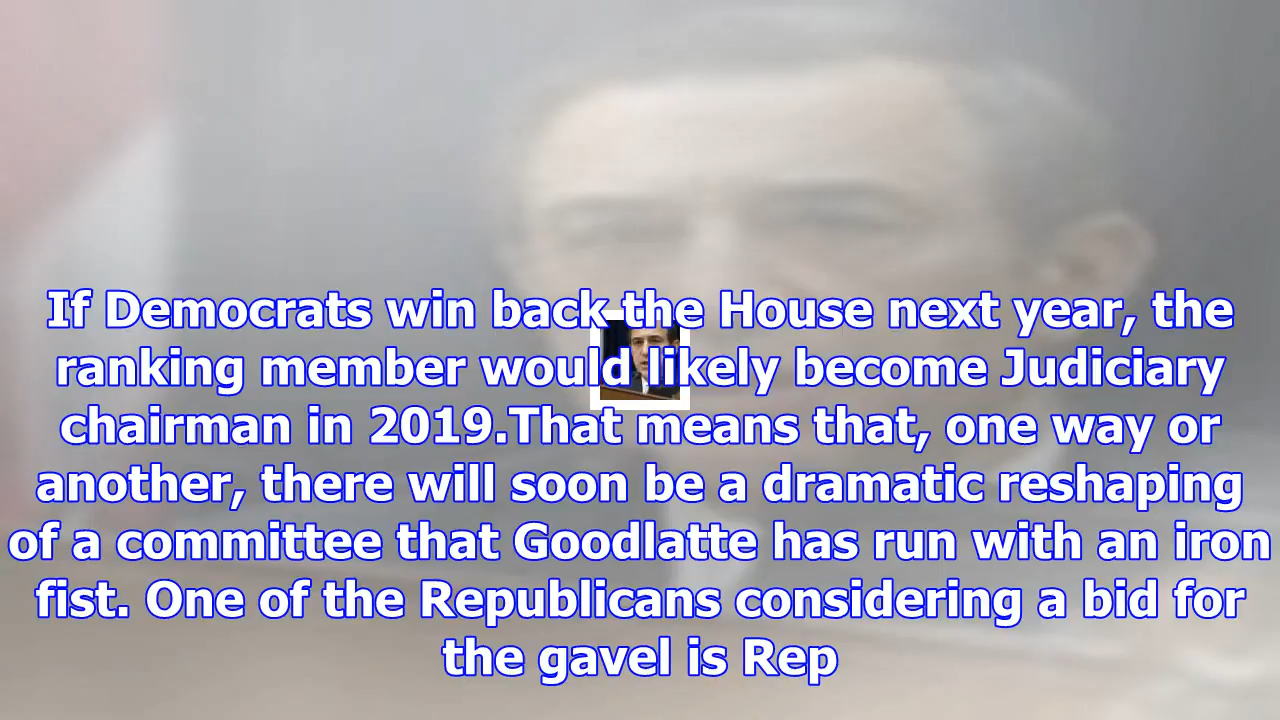 If Democrats win back the House next year, the
ranking member would likely become Judiciary
chairman in 2019.That means that, one way or
another, there will soon be a dramatic reshaping
of a committee that Goodlatte has run with an iron
fist. One of the Republicans considering a bid for
the gavel is Rep